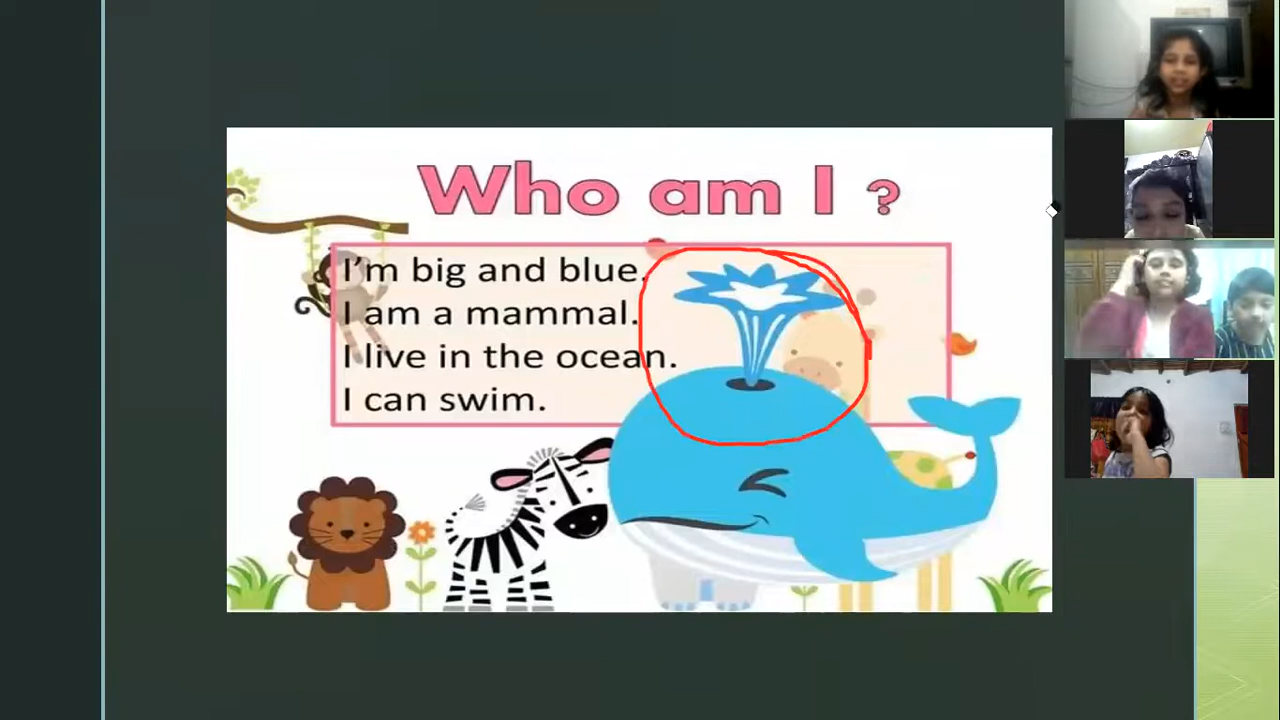 Who am I ?
I'm big and blue.
I am a mammal.
I live in the ocean.
I can swim.